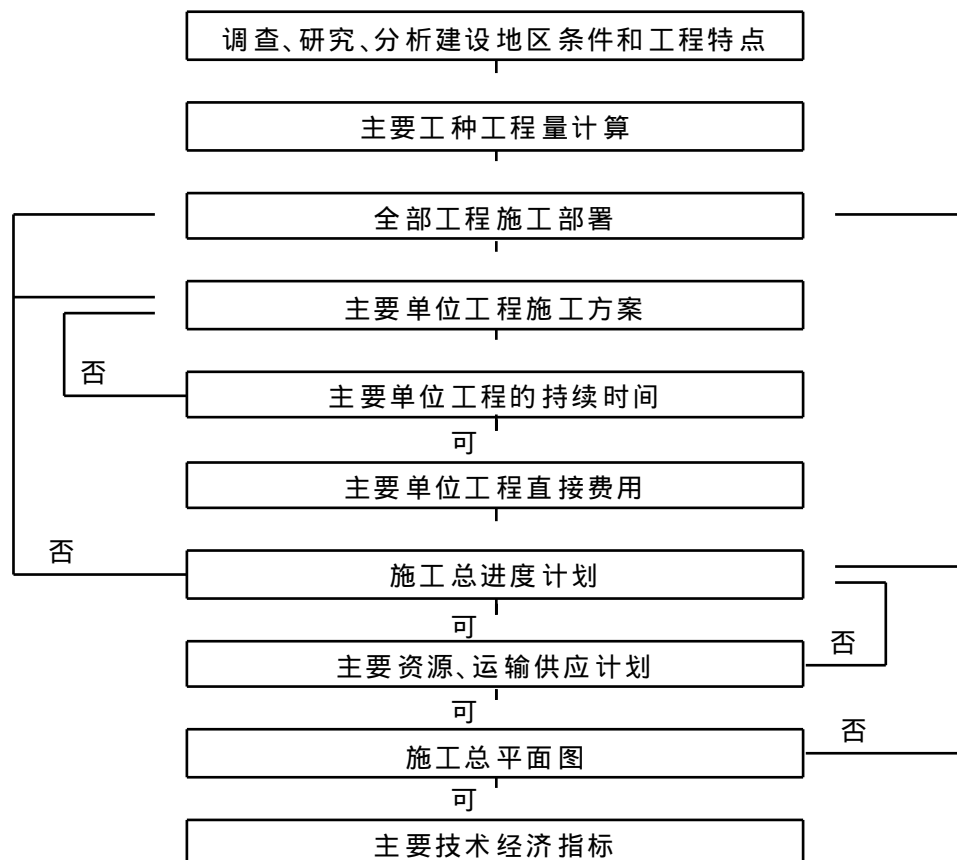 调查、研究、分析建设地区条件和工程特点
主要工种工程量计算
全部工程施工部署
主要单位工程施工方案
否
主要单位工程的持续时间
可
主要单位工程直接费用
否
施工总进度计划
可
否
主要资源、运输供应计划
可
否
施工总平面图
可
主要技术经济指标